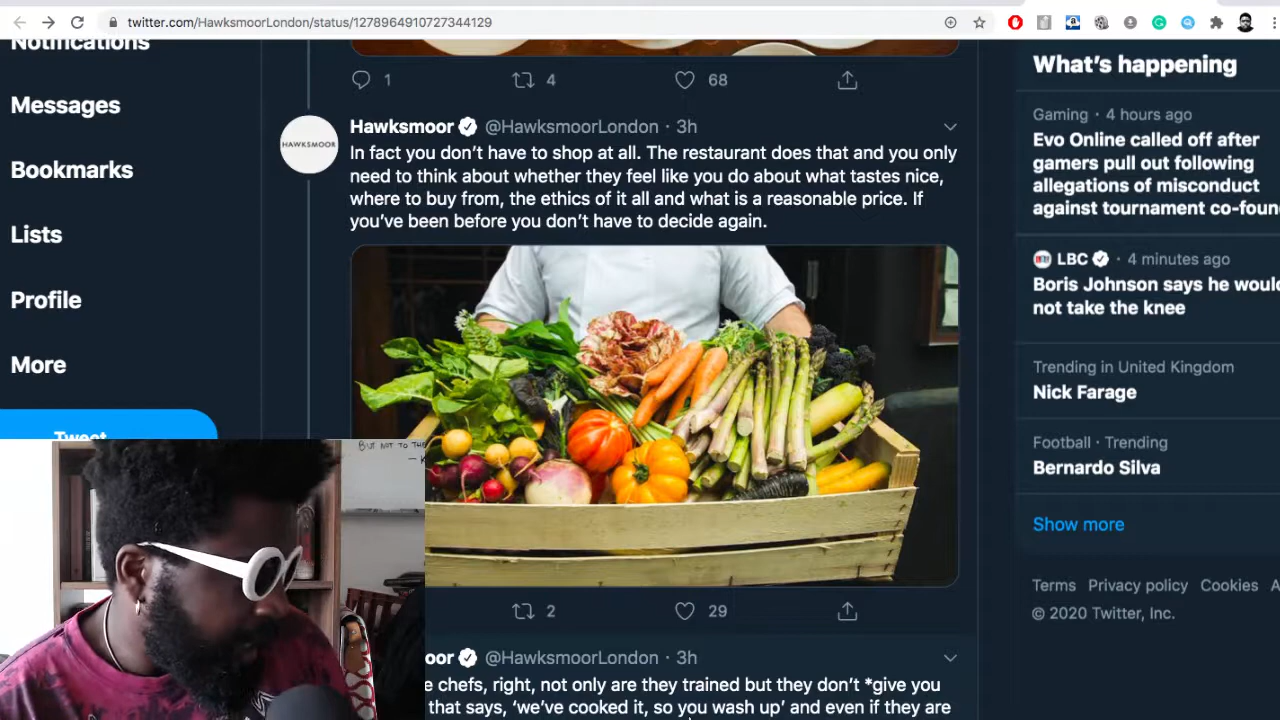 twitter.com/HawksmoorLondon/status/1278964910727344129
Notifications
Messages
Bookmarks
Lists
Profile
More
Tweet
1
4
68
Hawksmoor @HawksmoorLondon · 3h
HAWKSMOOR
In fact you don't have to shop at all. The restaurant does that and you only
need to think about whether they feel like you do about what tastes nice,
where to buy from, the ethics of it all and what is a reasonable price. If
you've been before you don't have to decide again.
BUT NOT TO THE
2
29
oor @HawksmoorLondon · 3h
e chefs, right, not only are they trained but they don't *give you
that says, 'we've cooked it, so you wash up' and even if they are
What's happening
Gaming · 4 hours ago
Evo Online called off after
gamers pull out following
allegations of misconduct
against tournament co-foun
LBC · 4 minutes ago
Boris Johnson says he would
not take the knee
Trending in United Kingdom
Nick Farage
Football · Trending
Bernardo Silva
Show more
Terms Privacy policy Cookies A
© 2020 Twitter, Inc.